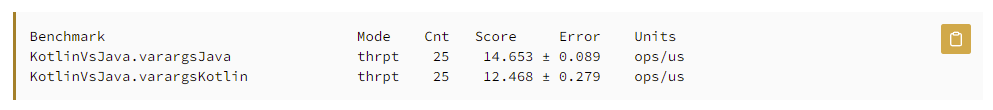 Benchmark Mode Cnt Score Error Units
KotlinVsJava.varargsJava thrpt 25 14.653 ± 0.089 ops/us
KotlinVsJava.varargsKotlin thrpt 25 12.468 ± 0.279 ops/us